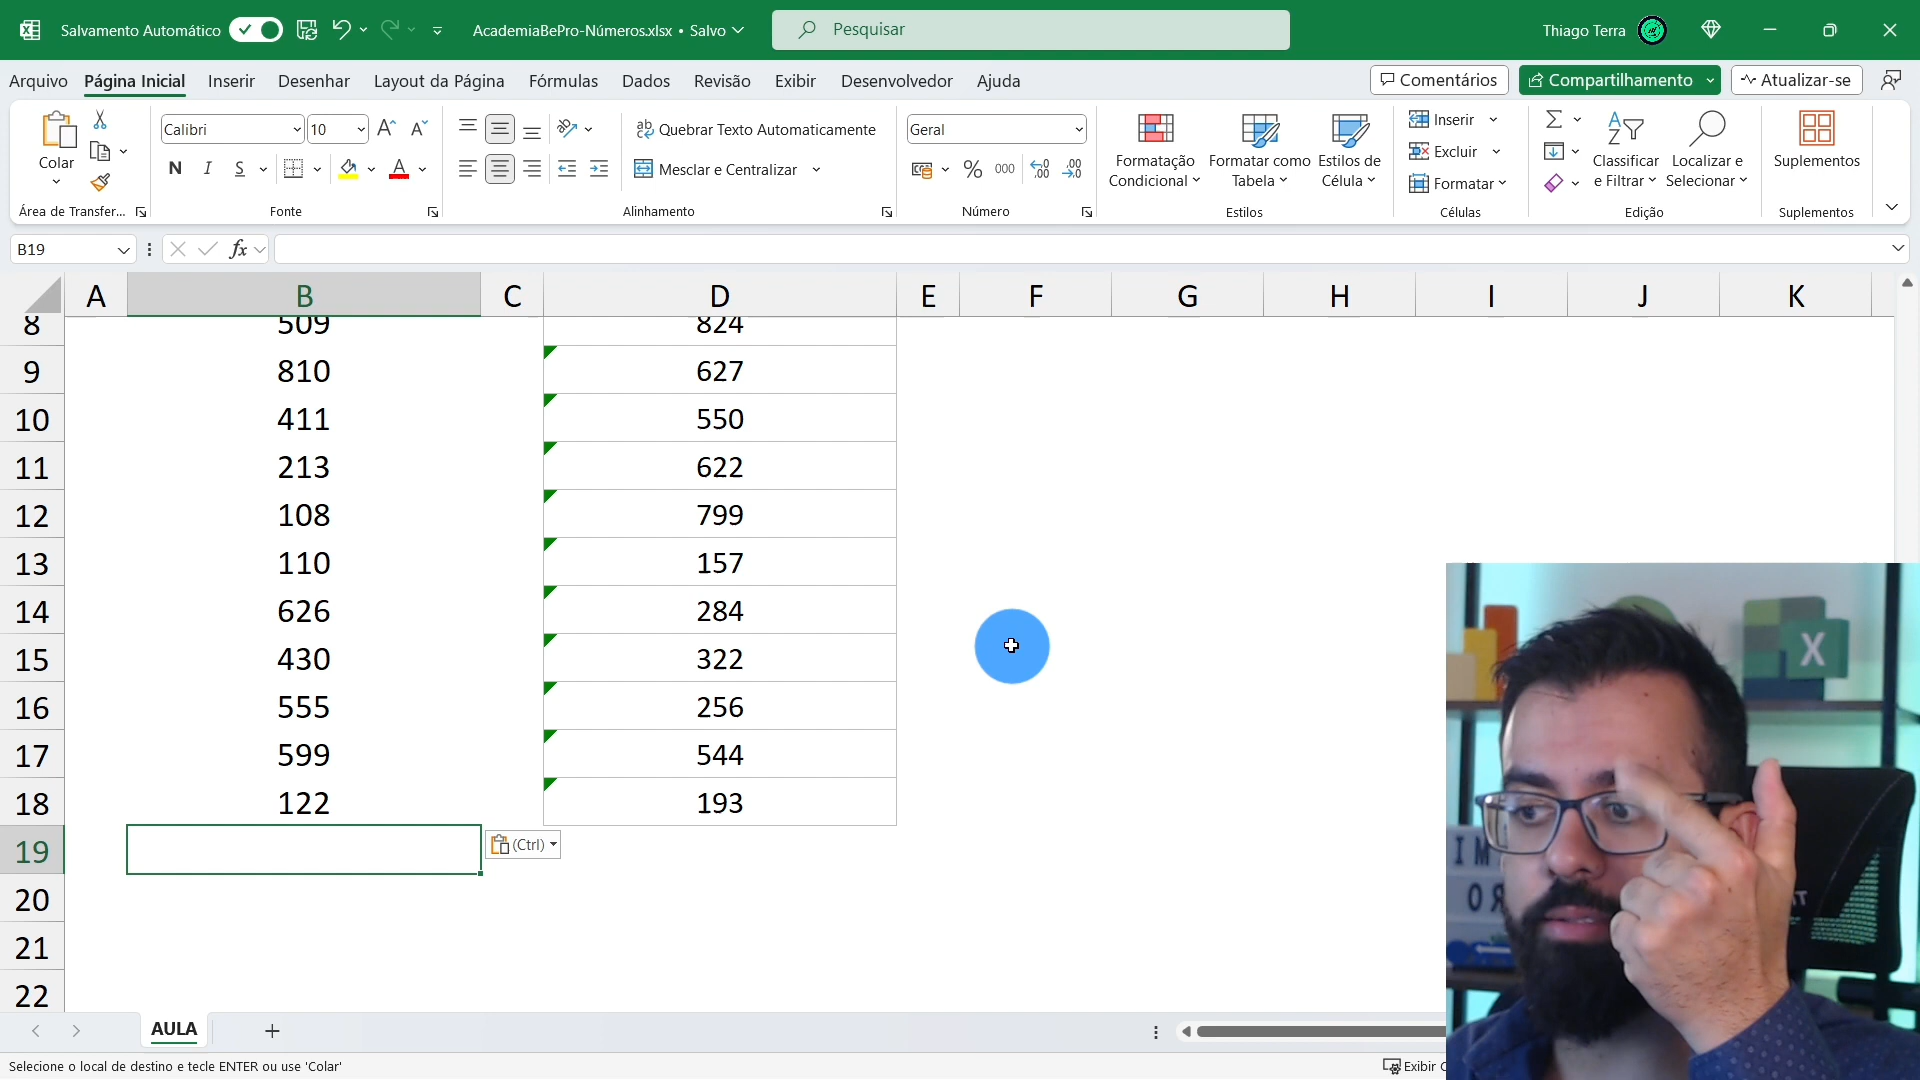 Salvamento Automático
AcademiaBePro-Números.xlsx • Salvo
Pesquisar
Thiago Terra
Arquivo
Página Inicial
Inserir
Desenhar
Layout da Página
Fórmulas
Dados
Revisão
Exibir
Desenvolvedor
Ajuda
Comentários
Compartilhamento
Atualizar-se
Colar
Calibri
10
N I S
Quebrar Texto Automaticamente
Mesclar e Centralizar
Geral
% 000
Formatação Condicional
Formatar como Tabela
Estilos de Célula
Inserir
Excluir
Formatar
Classificar e Filtrar
Localizar e Selecionar
Suplementos
Área de Transfer...
Fonte
Alinhamento
Número
Estilos
Células
Edição
Suplementos
B19
fx
A B C D E F G H I J K
8 509 824
9 810 627
10 411 550
11 213 622
12 108 799
13 110 157
14 626 284
15 430 322
16 555 256
17 599 544
18 122 193
19 (Ctrl)
20
21
22
AULA
Selecione o local de destino e tecle ENTER ou use 'Colar'
Exibir